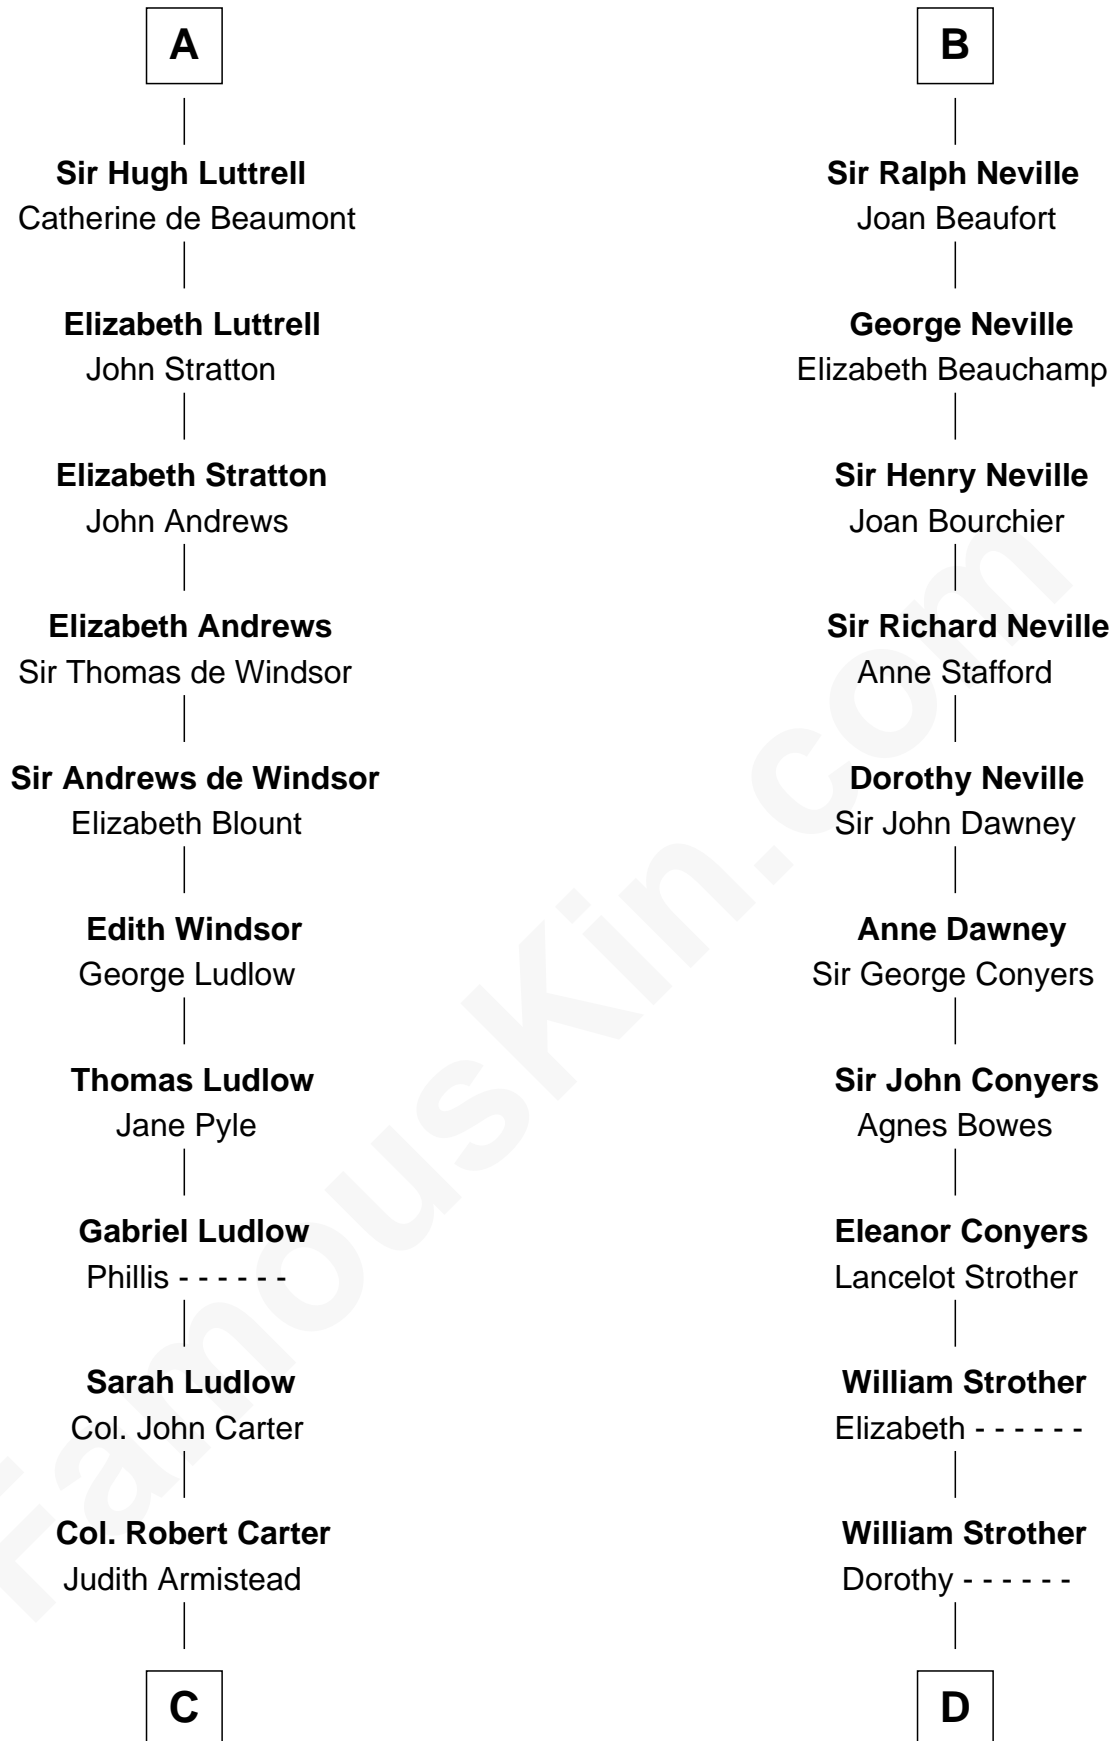 A
Sir Hugh Luttrell
Catherine de Beaumont
Elizabeth Luttrell
John Stratton
Elizabeth Stratton
John Andrews
Elizabeth Andrews
Sir Thomas de Windsor
Sir Andrews de Windsor
Elizabeth Blount
Edith Windsor
George Ludlow
Thomas Ludlow
Jane Pyle
Gabriel Ludlow
Phillis - - - - - -
Sarah Ludlow
Col. John Carter
Col. Robert Carter
Judith Armistead
C
B
Sir Ralph Neville
Joan Beaufort
George Neville
Elizabeth Beauchamp
Sir Henry Neville
Joan Bourchier
Sir Richard Neville
Anne Stafford
Dorothy Neville
Sir John Dawney
Anne Dawney
Sir George Conyers
Sir John Conyers
Agnes Bowes
Eleanor Conyers
Lancelot Strother
William Strother
Elizabeth - - - - - -
William Strother
Dorothy - - - - - -
D
FamousKin.com